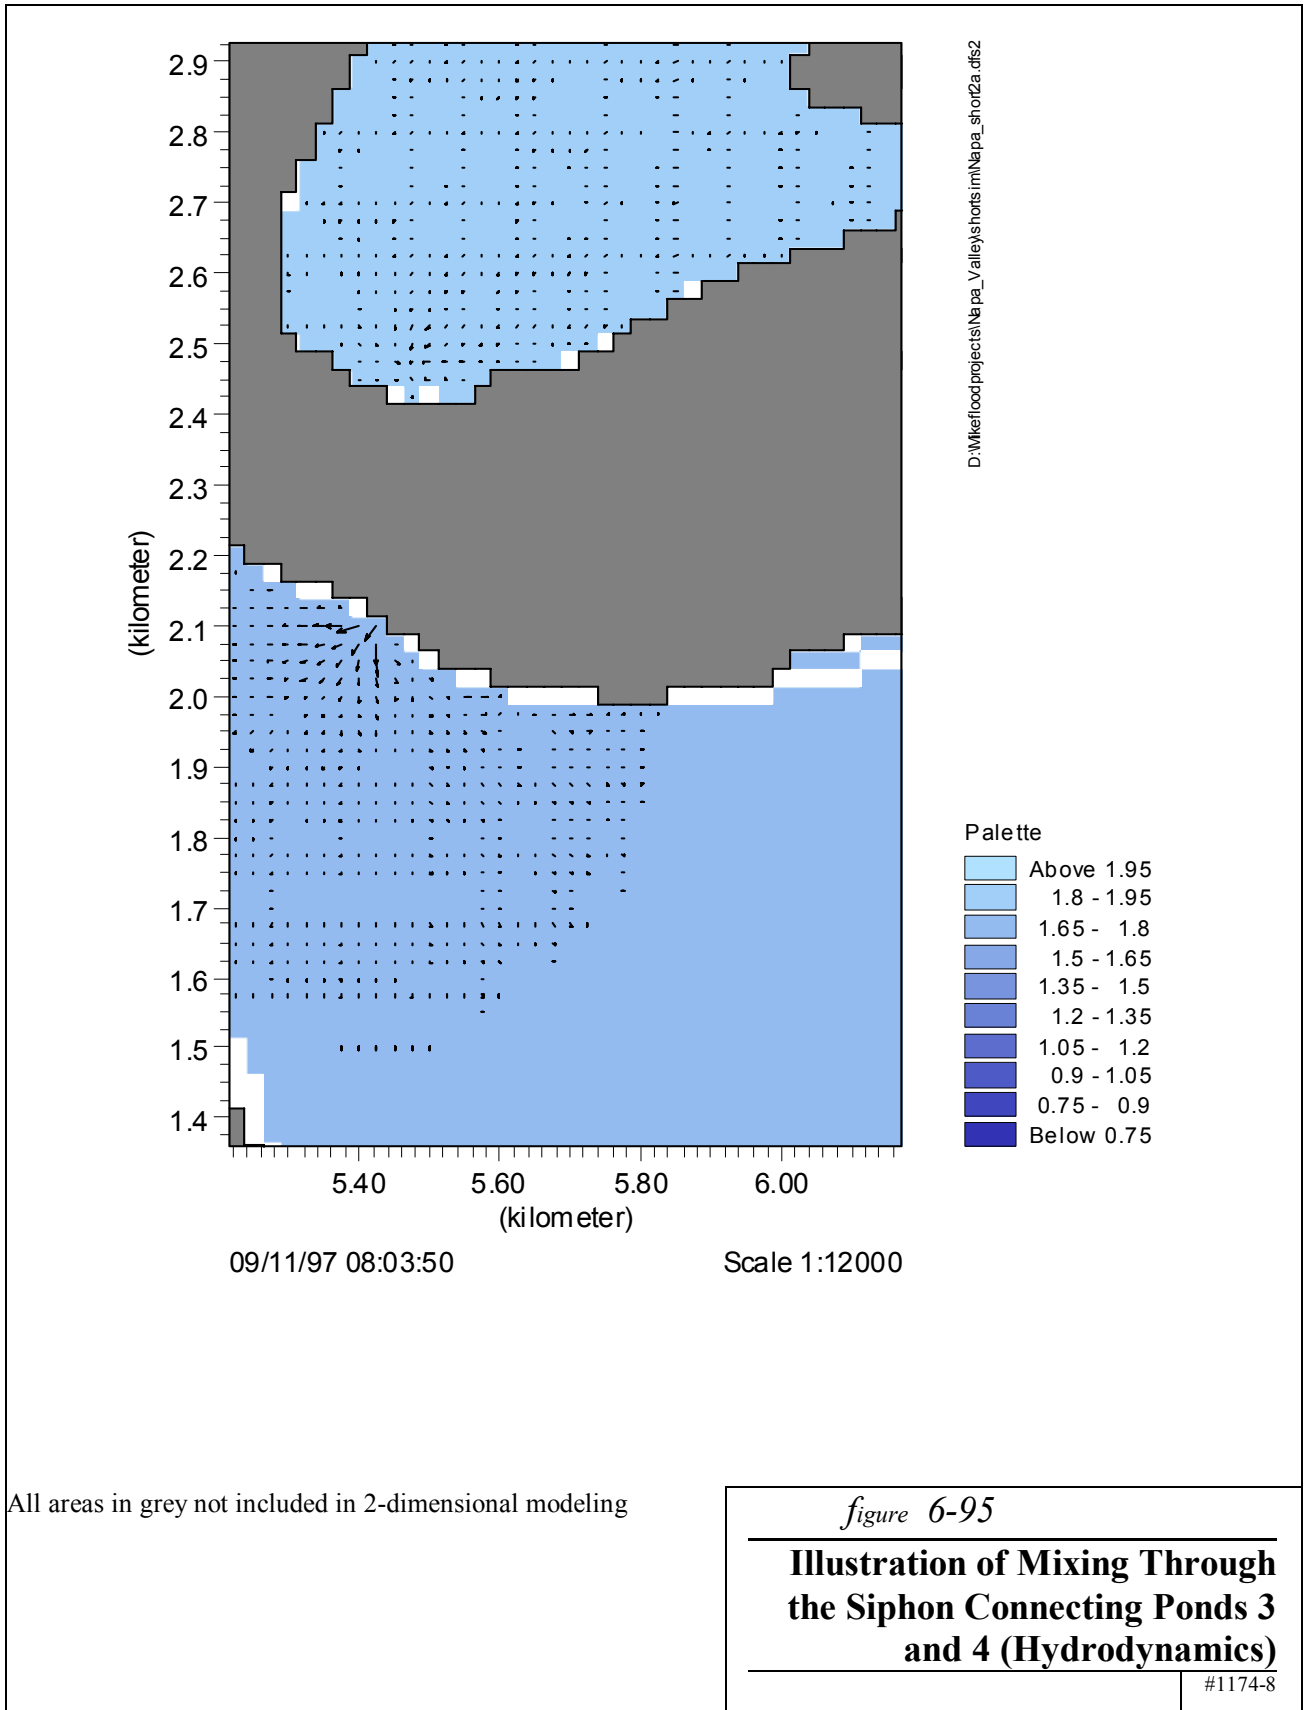 2.9
2.8
2.7
2.6
2.5
2.4
2.3
2.2
2.1
2.0
1.9
1.8
1.7
1.6
1.5
1.4
(kilometer)
5.40 5.60 5.80 6.00
(kilometer)
09/11/97 08:03:50 Scale 1:12000
D:\Mikefloodprojects\Napa_Valley\shortsim\Napa_short2a.dfs2
Palette
Above 1.95
1.8 - 1.95
1.65 - 1.8
1.5 - 1.65
1.35 - 1.5
1.2 - 1.35
1.05 - 1.2
0.9 - 1.05
0.75 - 0.9
Below 0.75
All areas in grey not included in 2-dimensional modeling
figure 6-95
Illustration of Mixing Through
the Siphon Connecting Ponds 3
and 4 (Hydrodynamics)
#1174-8